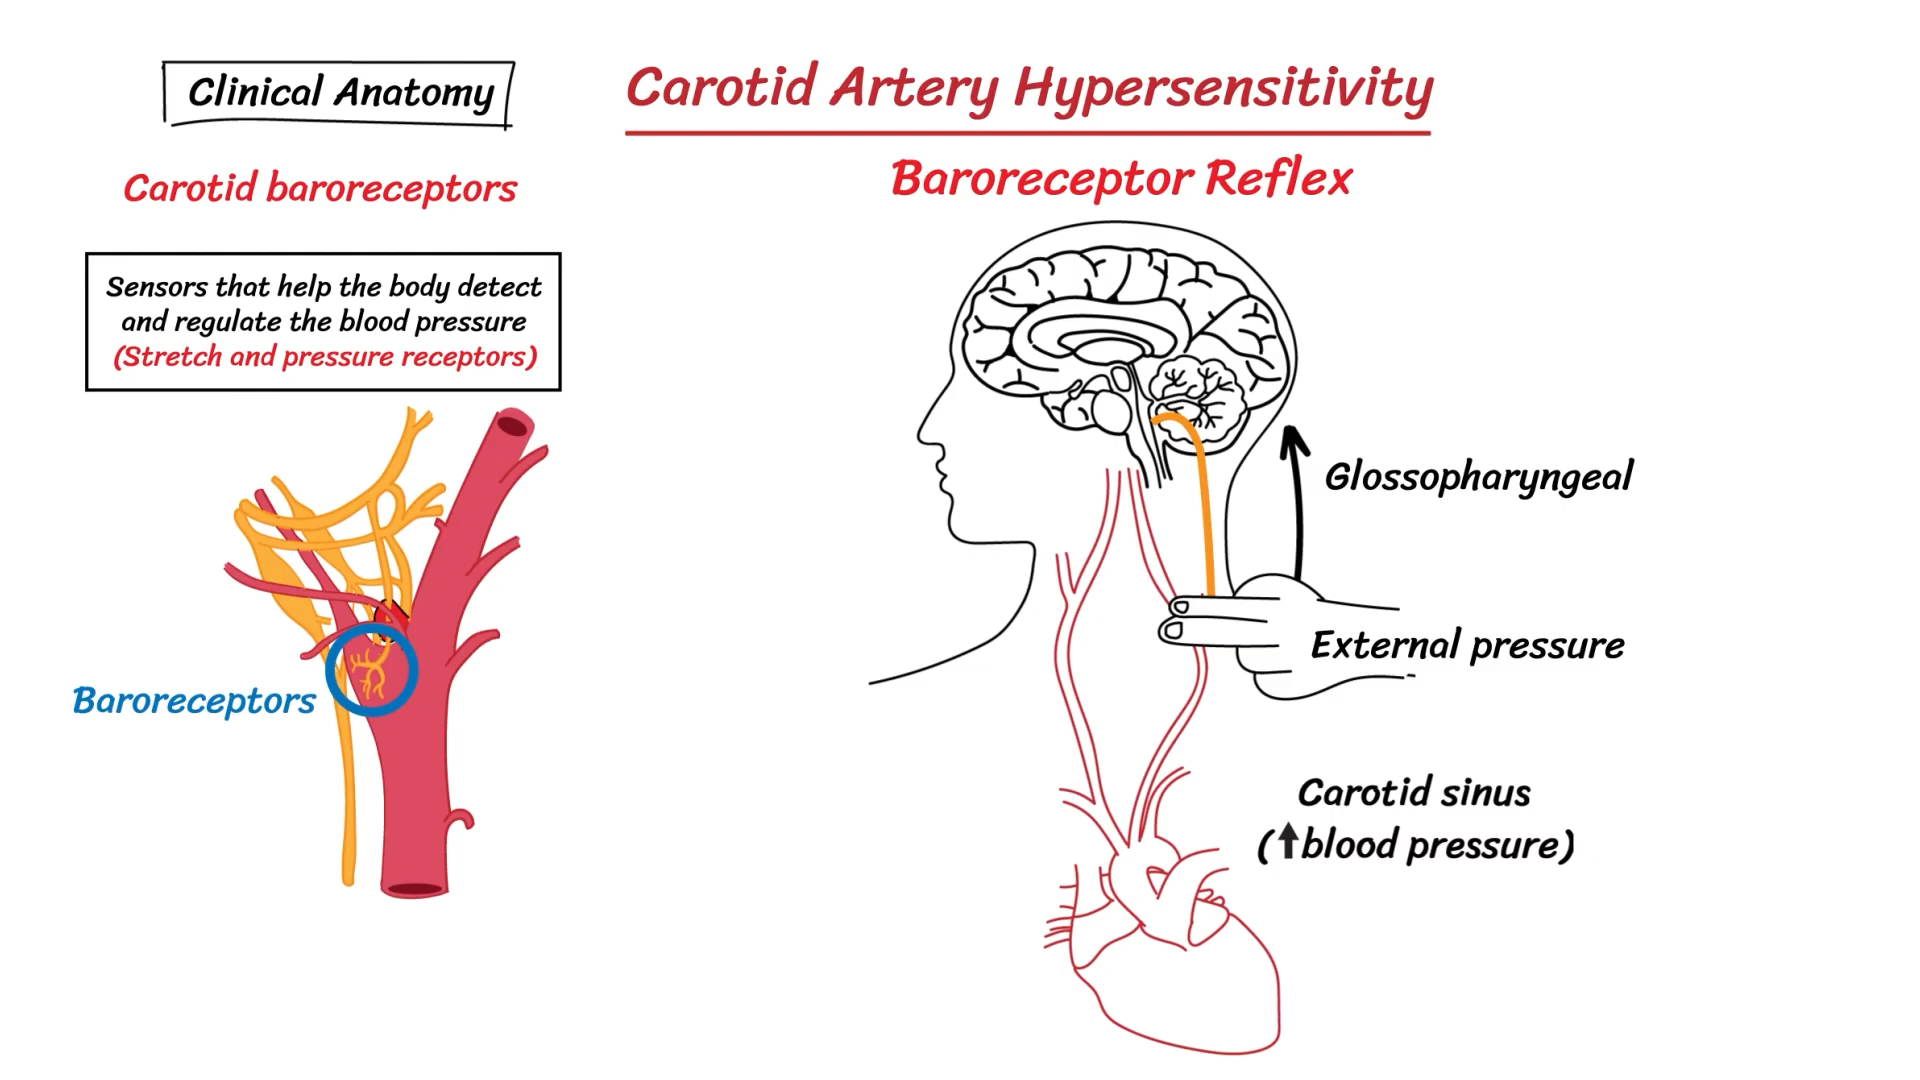 Clinical Anatomy
Carotid Artery Hypersensitivity
Carotid baroreceptors
Baroreceptor Reflex
Sensors that help the body detect
and regulate the blood pressure
(Stretch and pressure receptors)
Baroreceptors
Glossopharyngeal
External pressure
Carotid sinus
(⬆blood pressure)